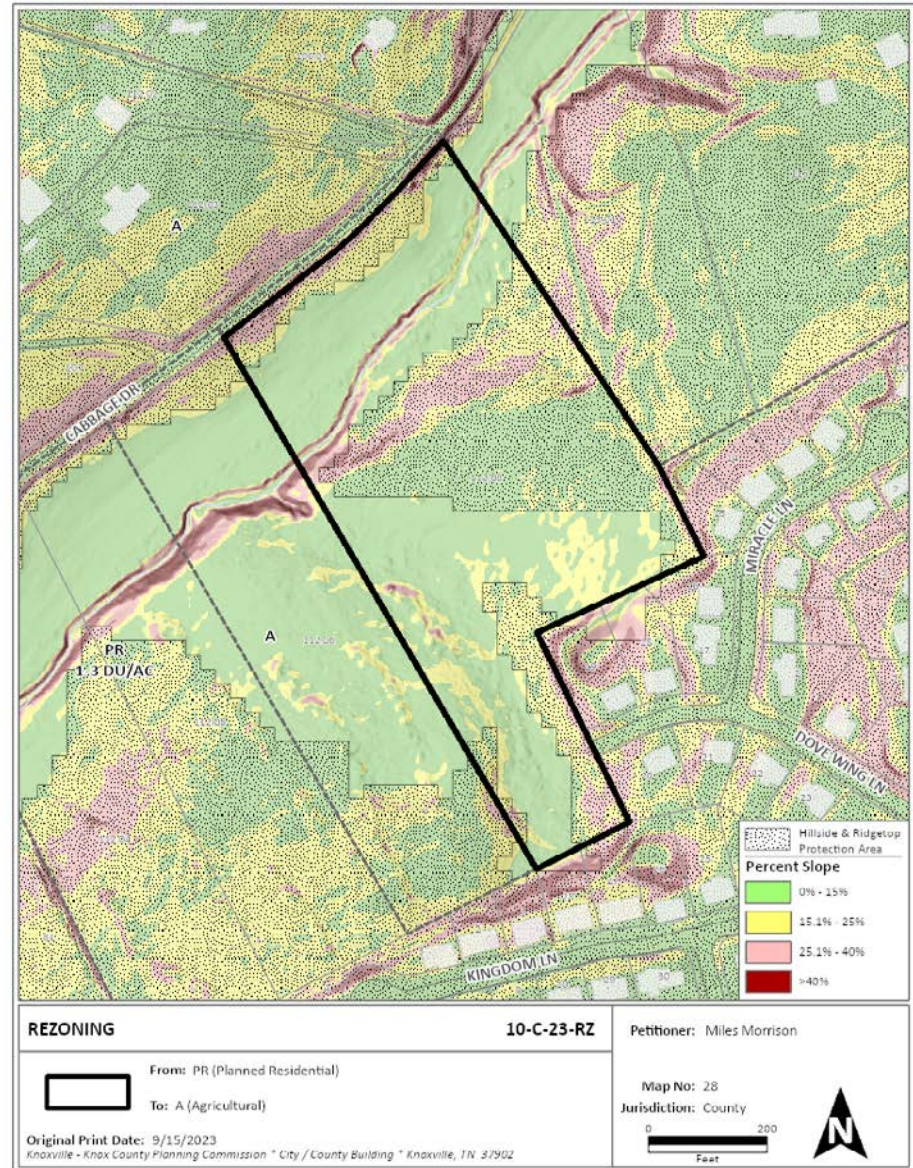 A
CABBAGE DR
MIRACLE LN
A
PR
1.3 DU/AC
DOVE WING LN
KINGDOM LN
Hillside & Ridgetop
Protection Area
Percent Slope
0% - 15%
15.1% - 25%
25.1% - 40%
>40%
REZONING
10-C-23-RZ
From: PR (Planned Residential)
To: A (Agricultural)
Original Print Date: 9/15/2023
Knoxville - Knox County Planning Commission * City / County Building * Knoxville, TN 37902
Petitioner: Miles Morrison
Map No: 28
Jurisdiction: County
0 200
Feet
N